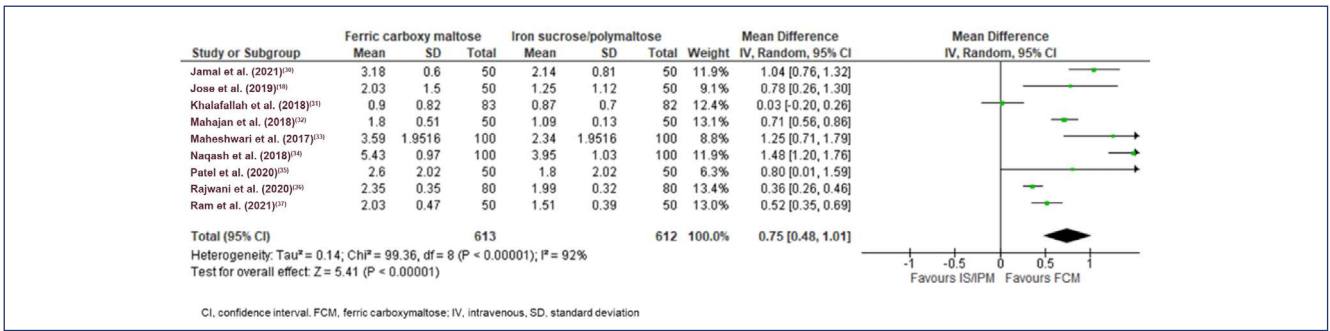 Ferric carboxy maltose Iron sucrose/polymaltose Mean Difference Mean Difference
Study or Subgroup Mean SD Total Mean SD Total Weight IV, Random, 95% CI IV, Random, 95% CI
Jamal et al. (2021)(30) 3.18 0.6 50 2.14 0.81 50 11.9% 1.04 [0.76, 1.32]
Jose et al. (2019)(18) 2.03 1.5 50 1.25 1.12 50 9.1% 0.78 [0.26, 1.30]
Khalafallah et al. (2018)(31) 0.9 0.82 83 0.87 0.7 82 12.4% 0.03 [-0.20, 0.26]
Mahajan et al. (2018)(32) 1.8 0.51 50 1.09 0.13 50 13.1% 0.71 [0.56, 0.86]
Maheshwari et al. (2017)(33) 3.59 1.9516 100 2.34 1.9516 100 8.8% 1.25 [0.71, 1.79]
Naqash et al. (2018)(34) 5.43 0.97 100 3.95 1.03 100 11.9% 1.48 [1.20, 1.76]
Patel et al. (2020)(35) 2.6 2.02 50 1.8 2.02 50 6.3% 0.80 [0.01, 1.59]
Rajwani et al. (2020)(36) 2.35 0.35 80 1.99 0.32 80 13.4% 0.36 [0.26, 0.46]
Ram et al. (2021)(37) 2.03 0.47 50 1.51 0.39 50 13.0% 0.52 [0.35, 0.69]
Total (95% CI) 613 612 100.0% 0.75 [0.48, 1.01]
Heterogeneity: Tau² = 0.14; Chi² = 99.36, df = 8 (P < 0.00001); I² = 92%
Test for overall effect: Z = 5.41 (P < 0.00001)
-1 -0.5 0 0.5 1
Favours IS/IPM Favours FCM
CI, confidence interval. FCM, ferric carboxymaltose; IV, intravenous, SD, standard deviation